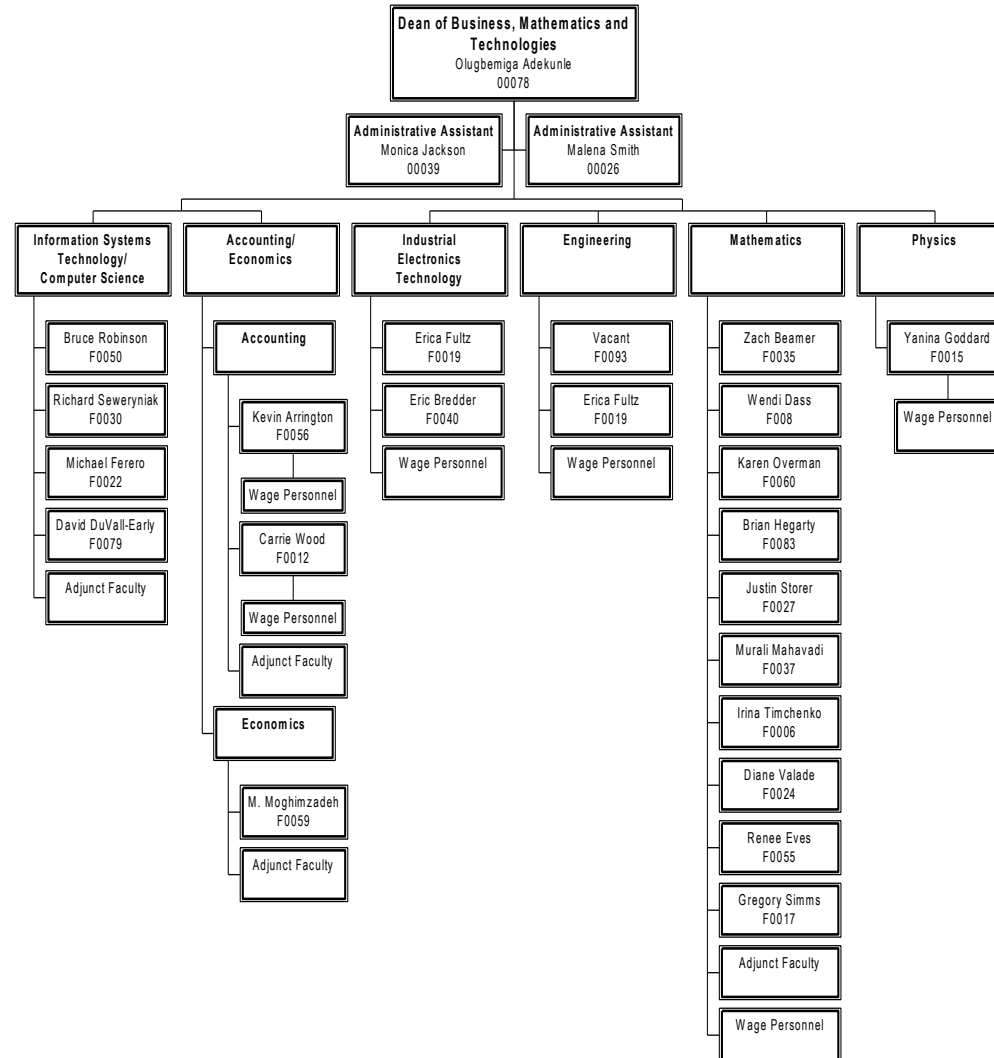 Dean of Business, Mathematics and
Technologies
Olugbemiga Adekunle
00078
Administrative Assistant
Monica Jackson
00039
Administrative Assistant
Malena Smith
00026
Information Systems
Technology/
Computer Science
Bruce Robinson
F0050
Richard Seweryniak
F0030
Michael Ferero
F0022
David DuVall-Early
F0079
Adjunct Faculty
Accounting/
Economics
Accounting
Kevin Arrington
F0056
Wage Personnel
Carrie Wood
F0012
Wage Personnel
Adjunct Faculty
Economics
M. Moghimzadeh
F0059
Adjunct Faculty
Industrial
Electronics
Technology
Erica Fultz
F0019
Eric Bredder
F0040
Wage Personnel
Engineering
Vacant
F0093
Erica Fultz
F0019
Wage Personnel
Mathematics
Zach Beamer
F0035
Wendi Dass
F008
Karen Overman
F0060
Brian Hegarty
F0083
Justin Storer
F0027
Murali Mahavadi
F0037
Irina Timchenko
F0006
Diane Valade
F0024
Renee Eves
F0055
Gregory Simms
F0017
Adjunct Faculty
Wage Personnel
Physics
Yanina Goddard
F0015
Wage Personnel